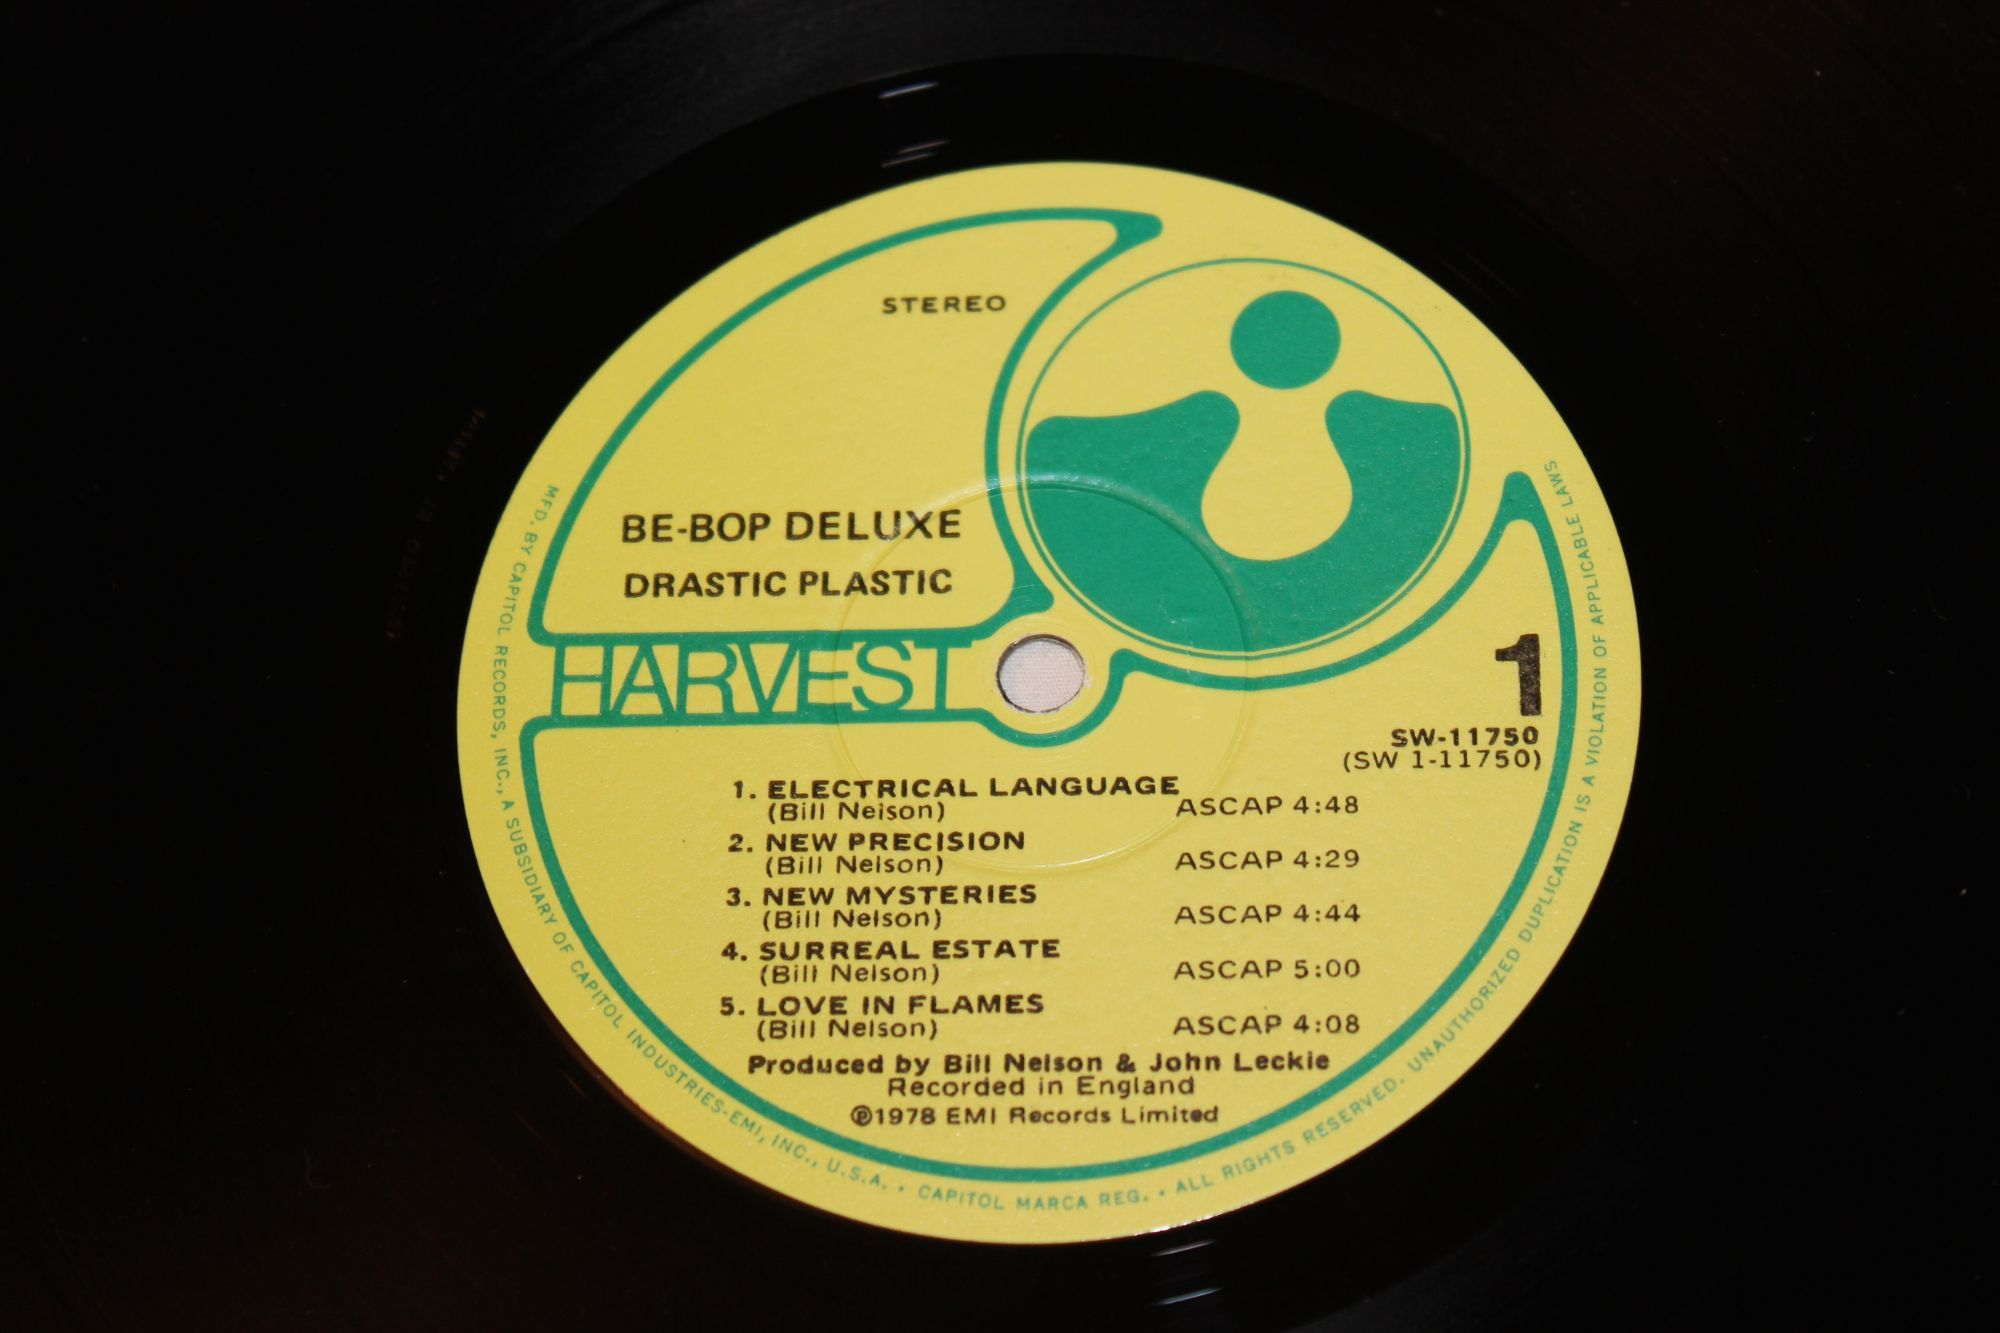 STEREO
BE-BOP DELUXE
DRASTIC PLASTIC
HARVEST
1
SW-11750
(SW 1-11750)
1. ELECTRICAL LANGUAGE
(Bill Nelson) ASCAP 4:48
2. NEW PRECISION
(Bill Nelson) ASCAP 4:29
3. NEW MYSTERIES
(Bill Nelson) ASCAP 4:44
4. SURREAL ESTATE
(Bill Nelson) ASCAP 5:00
5. LOVE IN FLAMES
(Bill Nelson) ASCAP 4:08
Produced by Bill Nelson & John Leckie
Recorded in England
℗1978 EMI Records Limited
MFD. BY CAPITOL RECORDS, INC., A SUBSIDIARY OF CAPITOL INDUSTRIES-EMI, INC., U.S.A. • CAPITOL MARCA REG. • ALL RIGHTS RESERVED. UNAUTHORIZED DUPLICATION IS A VIOLATION OF APPLICABLE LAWS